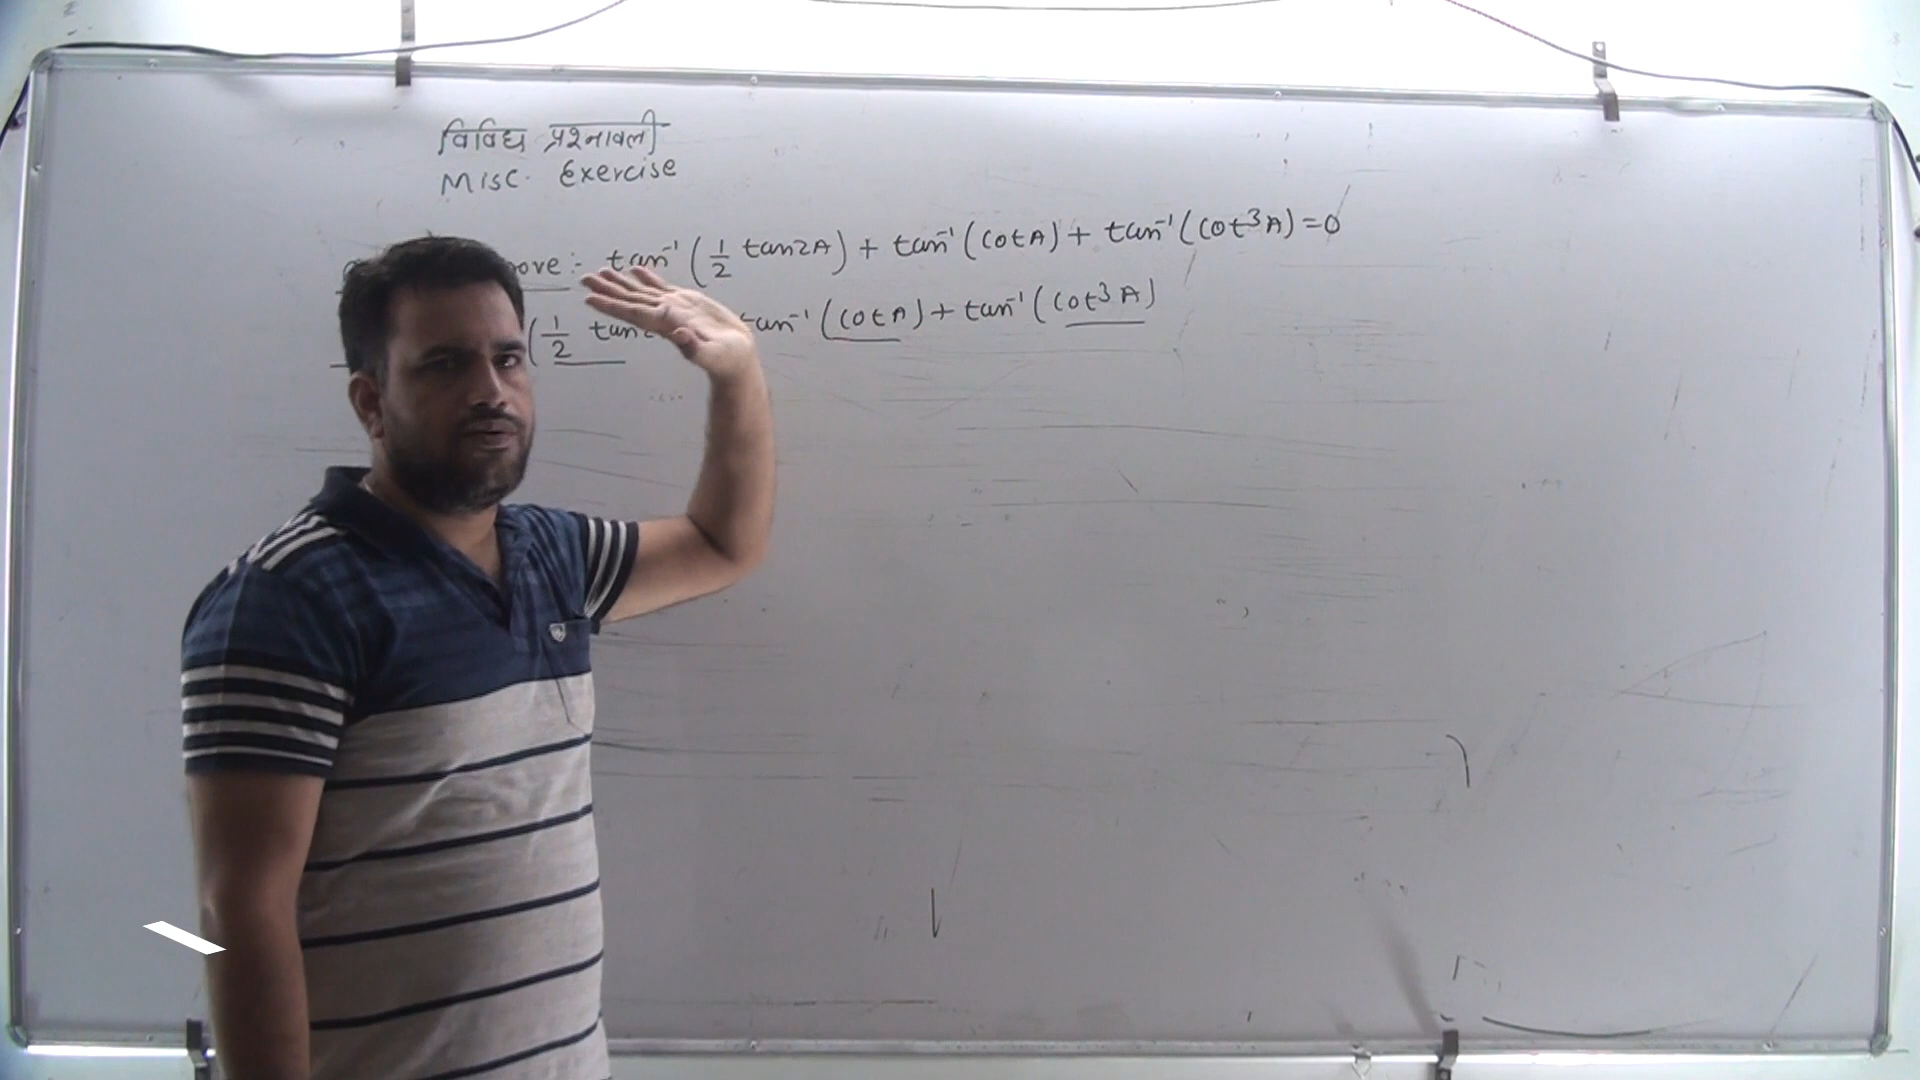 विविध प्रश्नावली
Misc. Exercise
ove :- tan⁻¹(1/2 tan2A) + tan⁻¹(cotA) + tan⁻¹(cot³A) = 0
(1/2 tan tan⁻¹(cotA) + tan⁻¹(cot³A)